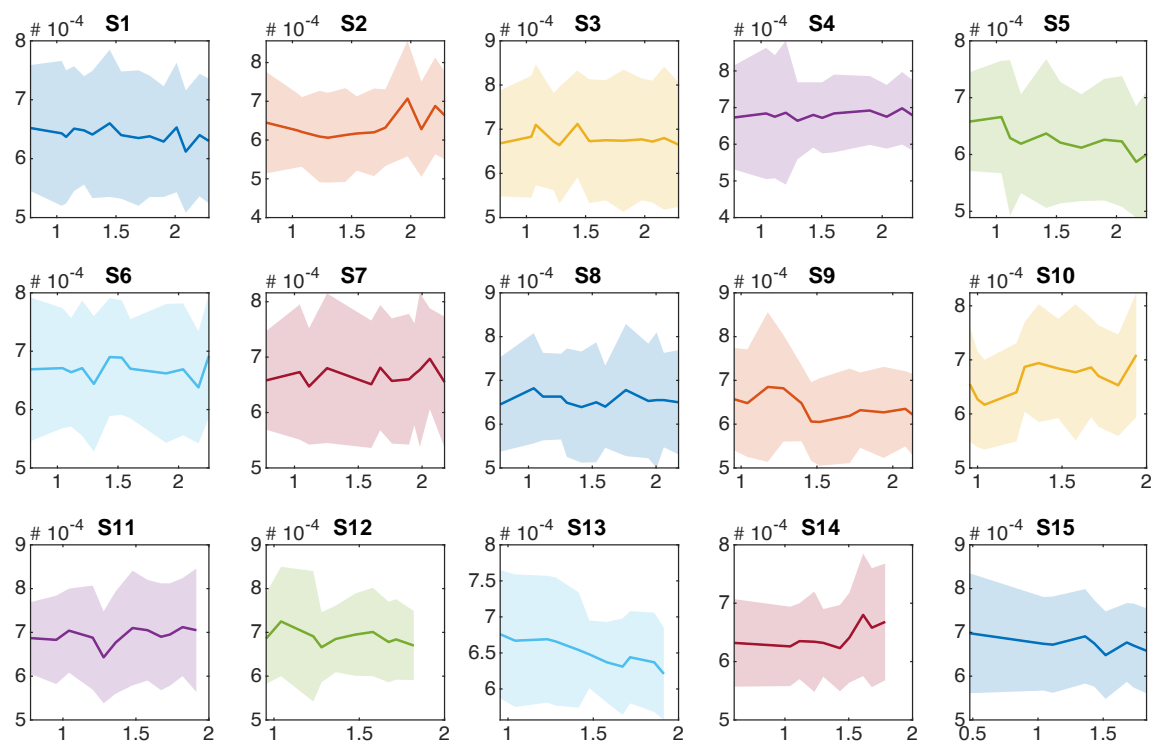 # 10-4 S1
8
7
6
5
1 1.5 2
# 10-4 S2
8
7
6
5
4
1 1.5 2
# 10-4 S3
9
8
7
6
5
1 1.5 2
# 10-4 S4
8
7
6
5
4
1 1.5 2
# 10-4 S5
8
7
6
5
1 1.5 2
# 10-4 S6
8
7
6
5
1 1.5 2
# 10-4 S7
8
7
6
5
1 1.5 2
# 10-4 S8
9
8
7
6
5
1 1.5 2
# 10-4 S9
9
8
7
6
5
1 1.5 2
# 10-4 S10
8
7
6
5
1 1.5 2
# 10-4 S11
9
8
7
6
5
1 1.5 2
# 10-4 S12
9
8
7
6
5
1 1.5 2
# 10-4 S13
8
7.5
7
6.5
6
1 1.5 2
# 10-4 S14
8
7
6
5
1 1.5 2
# 10-4 S15
9
8
7
6
5
0.5 1 1.5